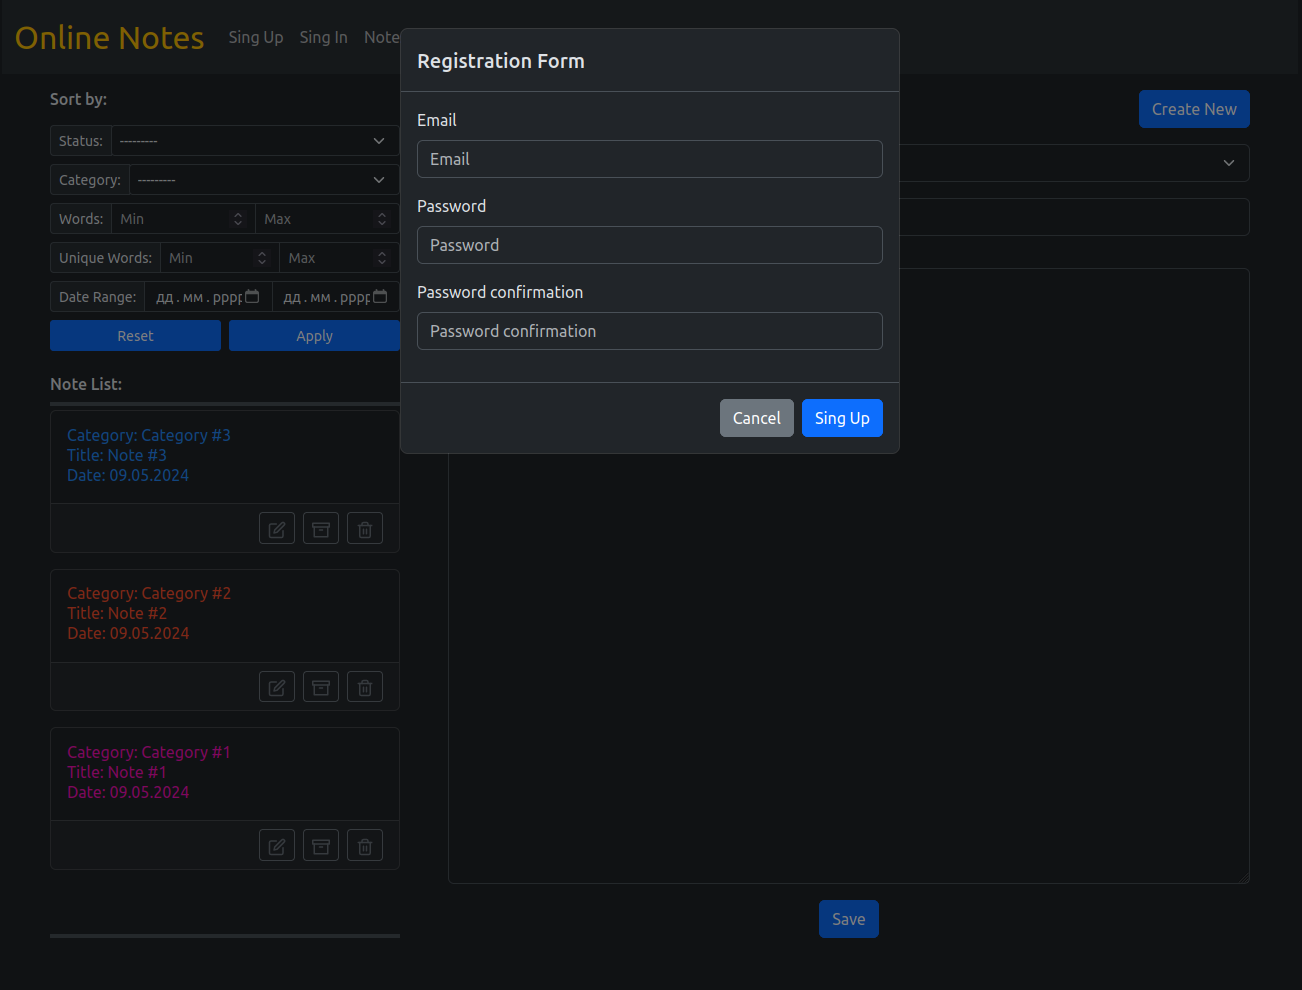 Online Notes Sing Up Sing In Note
Registration Form
Email
Email
Password
Password
Password confirmation
Password confirmation
Cancel Sing Up
Sort by:
Status: ---------
Category: ---------
Words: Min Max
Unique Words: Min Max
Date Range: дд.мм.рррр дд.мм.рррр
Reset Apply
Note List:
Category: Category #3
Title: Note #3
Date: 09.05.2024
Category: Category #2
Title: Note #2
Date: 09.05.2024
Category: Category #1
Title: Note #1
Date: 09.05.2024
Create New
Save